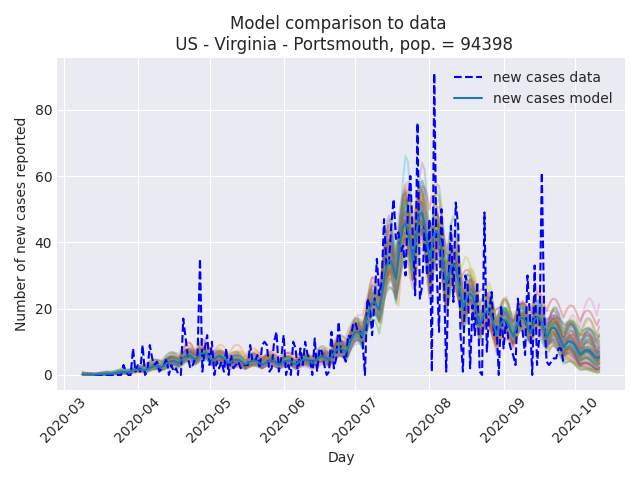 Model comparison to data
US - Virginia - Portsmouth, pop. = 94398
new cases data
new cases model
Number of new cases reported
80
60
40
20
0
2020-03
2020-04
2020-05
2020-06
2020-07
2020-08
2020-09
2020-10
Day